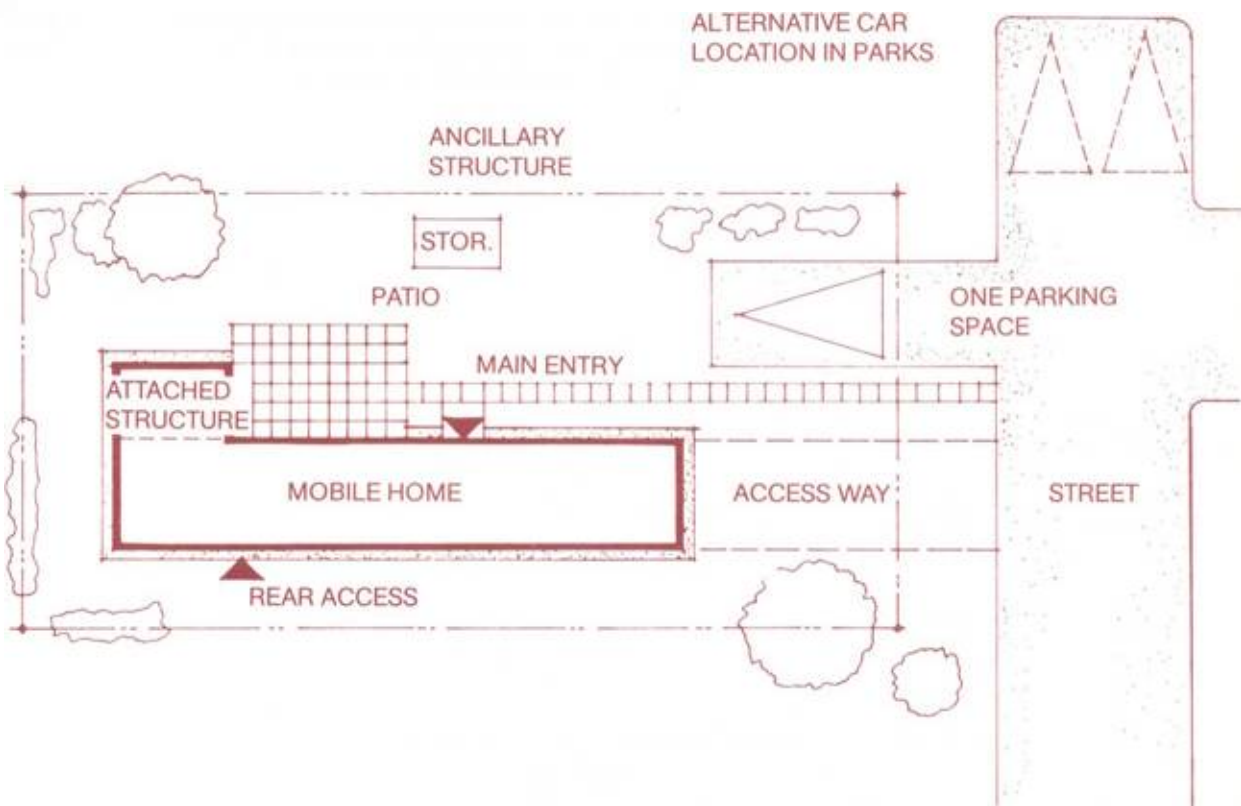 ALTERNATIVE CAR
LOCATION IN PARKS
ANCILLARY
STRUCTURE
STOR.
PATIO
ONE PARKING
SPACE
MAIN ENTRY
ATTACHED
STRUCTURE
MOBILE HOME
ACCESS WAY
STREET
REAR ACCESS